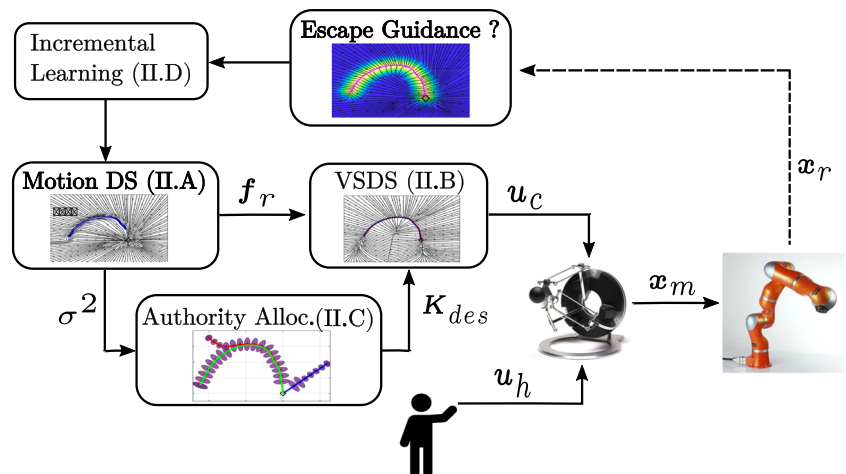 Escape Guidance ?
Incremental
Learning (II.D)
x_r
Motion DS (II.A)
f_r
VSDS (II.B)
u_c
x_m
σ²
Authority Alloc.(II.C)
K_des
u_h